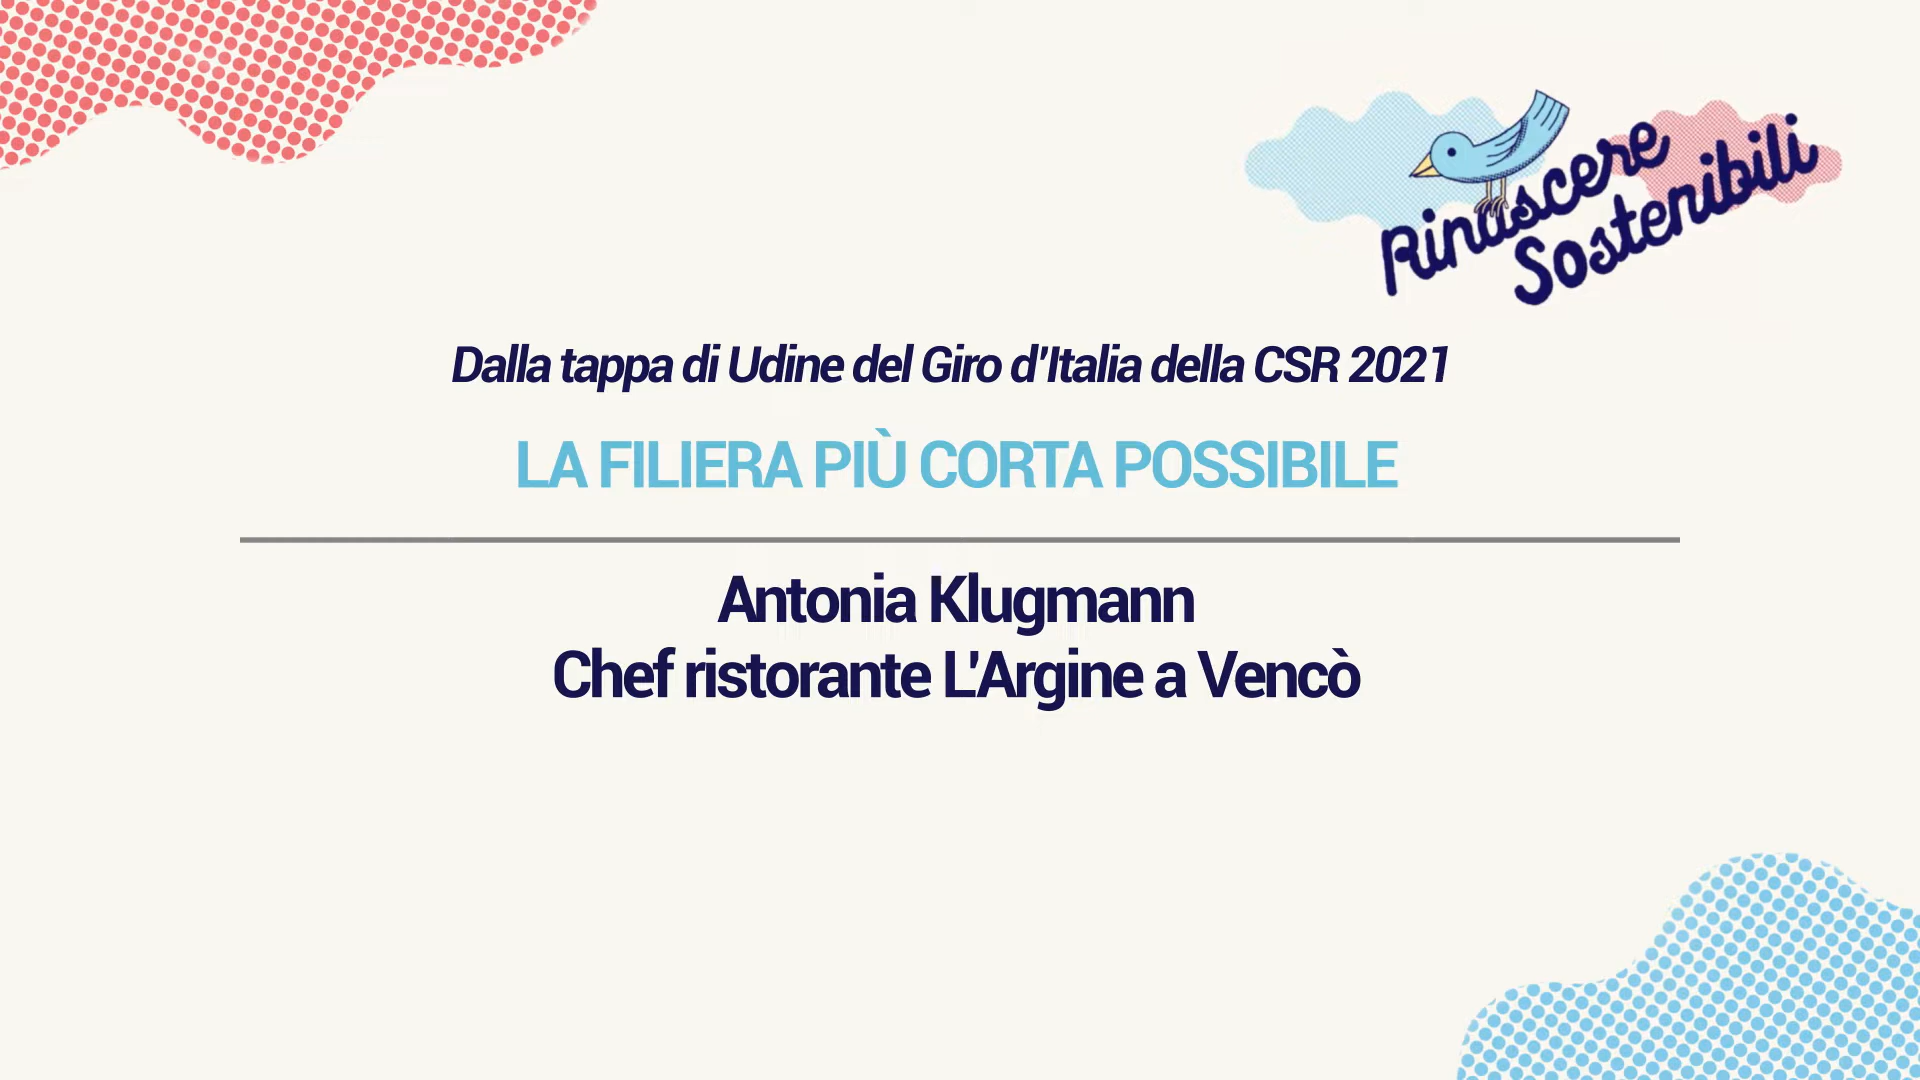 Rinascere
Sostenibili
Dalla tappa di Udine del Giro d'Italia della CSR 2021
LA FILIERA PIÙ CORTA POSSIBILE
Antonia Klugmann
Chef ristorante L'Argine a Vencò